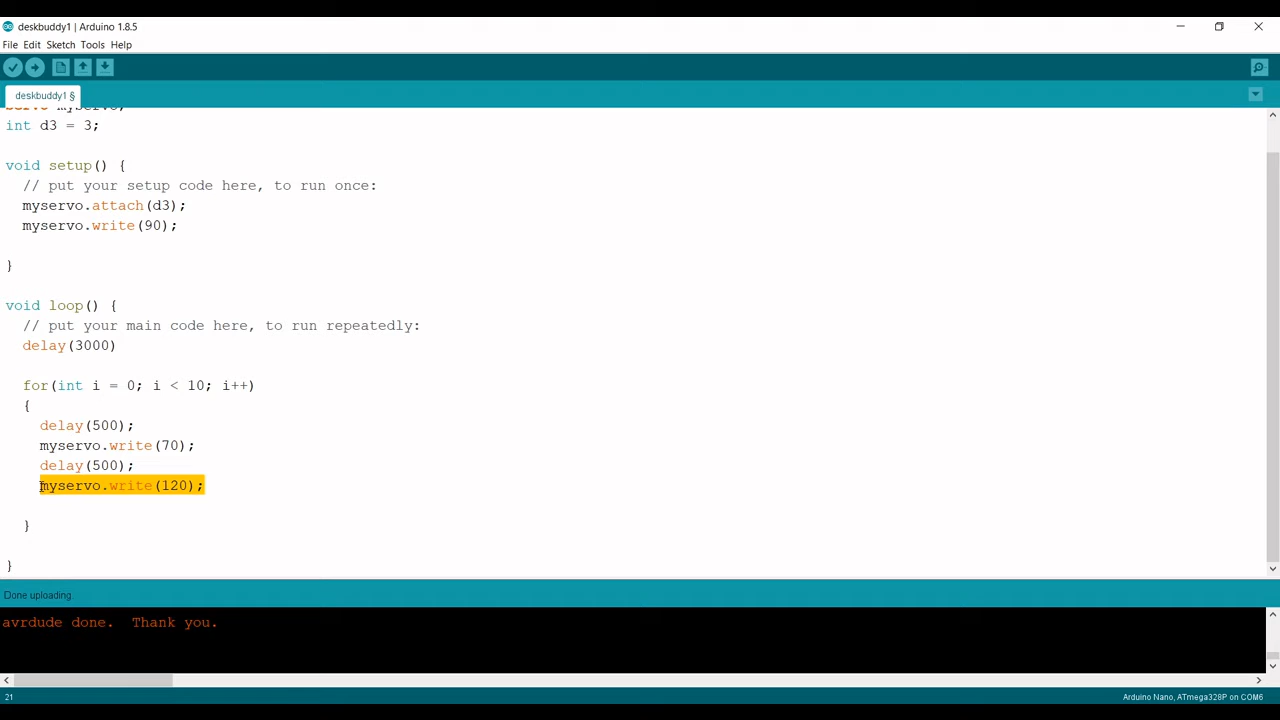 deskbuddy1 | Arduino 1.8.5
File Edit Sketch Tools Help
deskbuddy1 §
int d3 = 3;
void setup() {
// put your setup code here, to run once:
myservo.attach(d3);
myservo.write(90);
}
void loop() {
// put your main code here, to run repeatedly:
delay(3000)
for(int i = 0; i < 10; i++)
{
delay(500);
myservo.write(70);
delay(500);
myservo.write(120);
}
}
Done uploading.
avrdude done.  Thank you.
21
Arduino Nano, ATmega328P on COM6